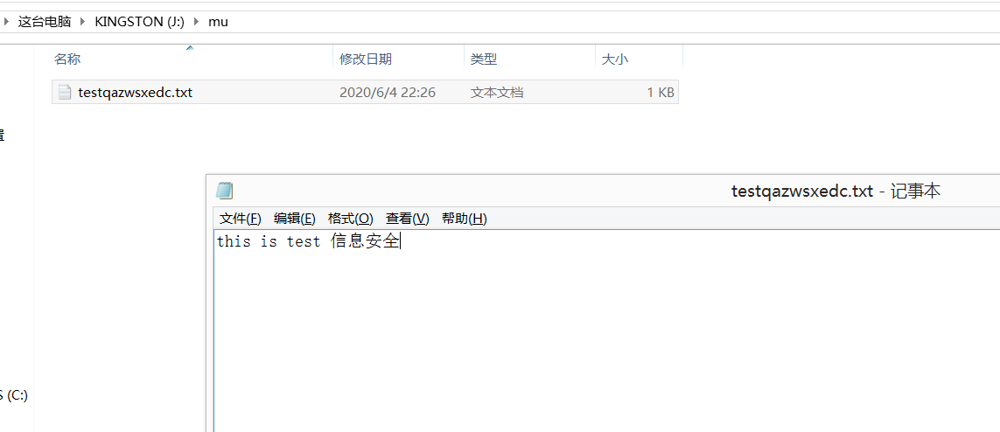 这台电脑 KINGSTON (J:) mu
名称 修改日期 类型 大小
testqazwsxedc.txt 2020/6/4 22:26 文本文档 1 KB
testqazwsxedc.txt - 记事本
文件(F) 编辑(E) 格式(O) 查看(V) 帮助(H)
this is test 信息安全
(C:)